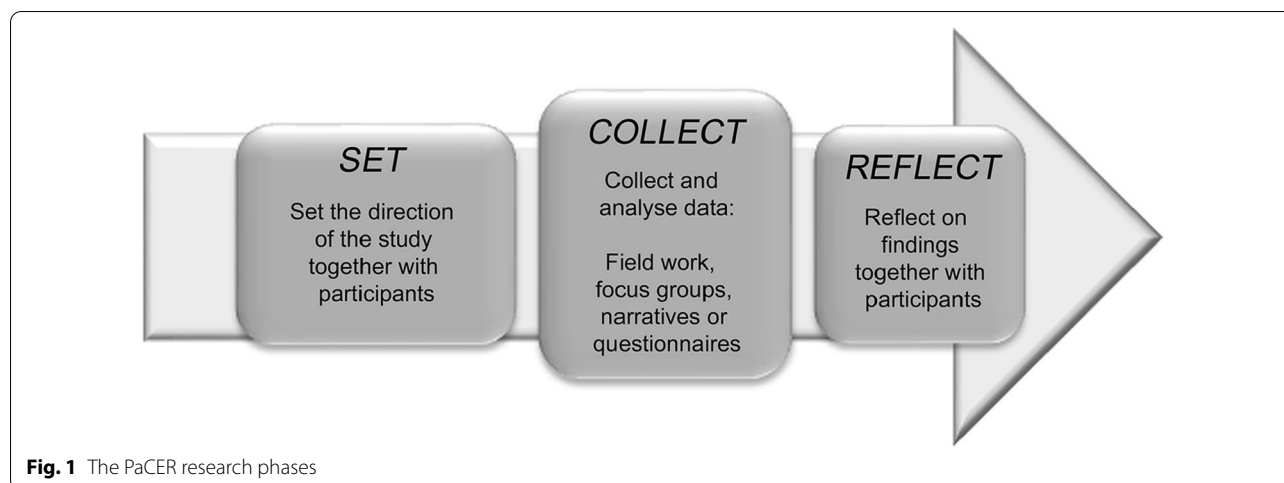 SET
Set the direction
of the study
together with
participants
COLLECT
Collect and
analyse data:
Field work,
focus groups,
narratives or
questionnaires
REFLECT
Reflect on
findings
together with
participants
Fig. 1 The PaCER research phases